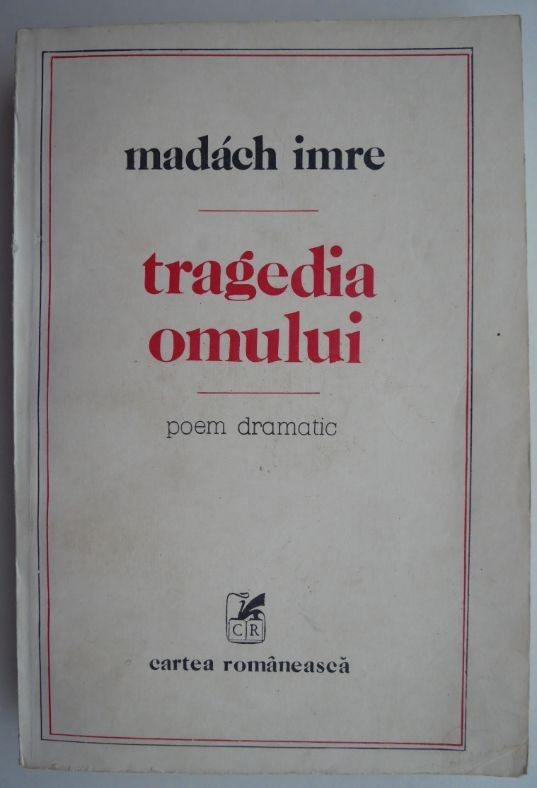 madách imre
tragedia
omului
poem dramatic
CR
cartea românească